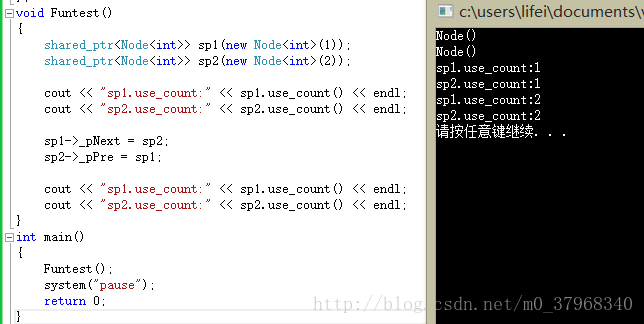 void Funtest()
{
shared_ptr<Node<int>> sp1(new Node<int>(1));
shared_ptr<Node<int>> sp2(new Node<int>(2));
cout << "sp1.use_count:" << sp1.use_count() << endl;
cout << "sp2.use_count:" << sp2.use_count() << endl;
sp1->_pNext = sp2;
sp2->_pPre = sp1;
cout << "sp1.use_count:" << sp1.use_count() << endl;
cout << "sp2.use_count:" << sp2.use_count() << endl;
}
int main()
{
Funtest();
system("pause");
return 0;
}
c:\users\lifei\documents\
Node()
Node()
sp1.use_count:1
sp2.use_count:1
sp1.use_count:2
sp2.use_count:2
请按任意键继续. . .
http://blog.csdn.net/m0_37968340